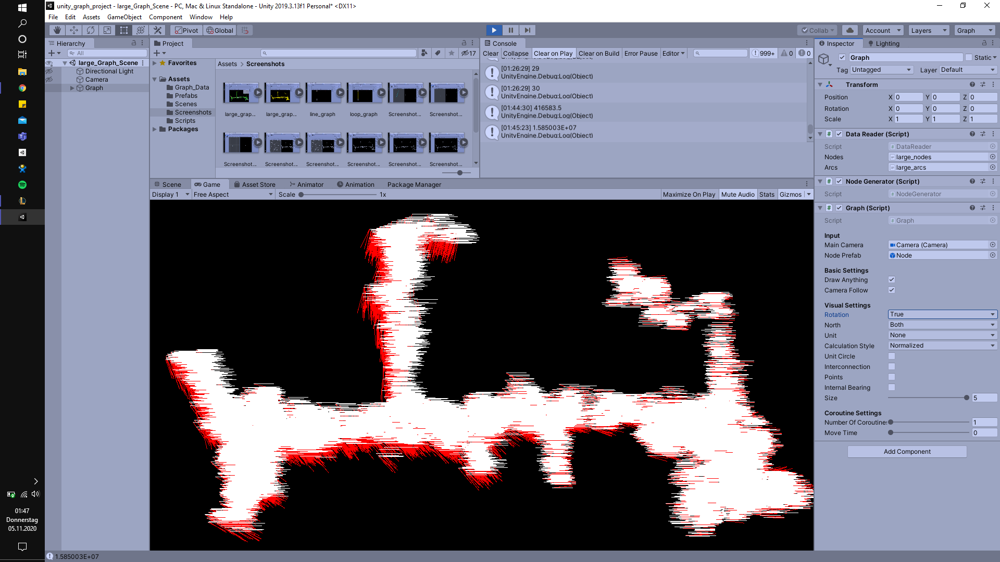 unity_graph_project - large_Graph_Scene - PC, Mac & Linux Standalone - Unity 2019.3.13f1 Personal* <DX11>
File Edit Assets GameObject Component Window Help
Pivot Global
Collab Account Layers Graph
Hierarchy
All
large_Graph_Scene
Directional Light
Camera
Graph
Project
17
Favorites
Assets
Graph_Data
Prefabs
Scenes
Screenshots
Scripts
Packages
Assets > Screenshots
large_grap... large_grap... line_graph loop_graph Screenshot... Screenshot...
Screenshot... Screenshot... Screenshot... Screenshot... Screenshot... Screenshot...
Console
Clear Collapse Clear on Play Clear on Build Error Pause Editor 999+ 0 0
UnityEngine.Debug:Log(Object)
[01:26:29] 29
UnityEngine.Debug:Log(Object)
[01:26:29] 30
UnityEngine.Debug:Log(Object)
[01:44:30] 416583.5
UnityEngine.Debug:Log(Object)
[01:45:23] 1.585003E+07
UnityEngine.Debug:Log(Object)
Scene Game Asset Store Animator Animation Package Manager
Display 1 Free Aspect Scale 1x Maximize On Play Mute Audio Stats Gizmos
Inspector Lighting
Graph Static
Tag Untagged Layer Default
Transform
Position X 0 Y 0 Z 0
Rotation X 0 Y 0 Z 0
Scale X 1 Y 1 Z 1
Data Reader (Script)
Script DataReader
Nodes large_nodes
Arcs large_arcs
Node Generator (Script)
Script NodeGenerator
Graph (Script)
Script Graph
Input
Main Camera Camera (Camera)
Node Prefab Node
Basic Settings
Draw Anything
Camera Follow
Visual Settings
Rotation True
North Both
Unit None
Calculation Style Normalized
Unit Circle
Interconnection
Points
Internal Bearing
Size 5
Coroutine Settings
Number Of Coroutine: 1
Move Time 0
Add Component
01:47
Donnerstag
05.11.2020
1.585003E+07